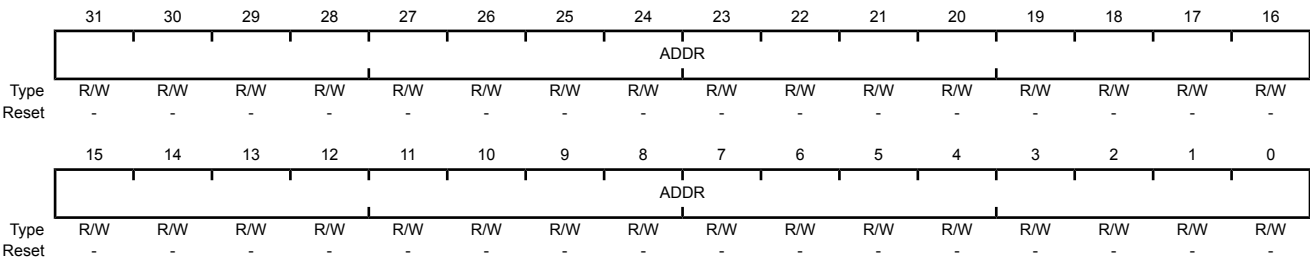 31 30 29 28 27 26 25 24 23 22 21 20 19 18 17 16
ADDR
Type R/W R/W R/W R/W R/W R/W R/W R/W R/W R/W R/W R/W R/W R/W R/W R/W
Reset - - - - - - - - - - - - - - - -
15 14 13 12 11 10 9 8 7 6 5 4 3 2 1 0
ADDR
Type R/W R/W R/W R/W R/W R/W R/W R/W R/W R/W R/W R/W R/W R/W R/W R/W
Reset - - - - - - - - - - - - - - - -